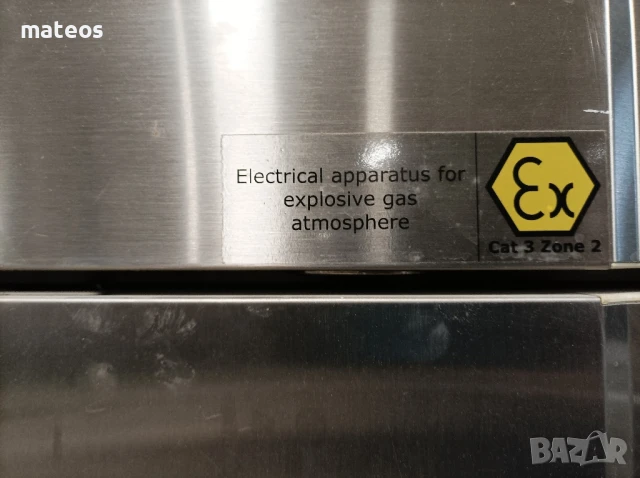 mateos
Electrical apparatus for
explosive gas
atmosphere
Ex
Cat 3 Zone 2
BAZAR